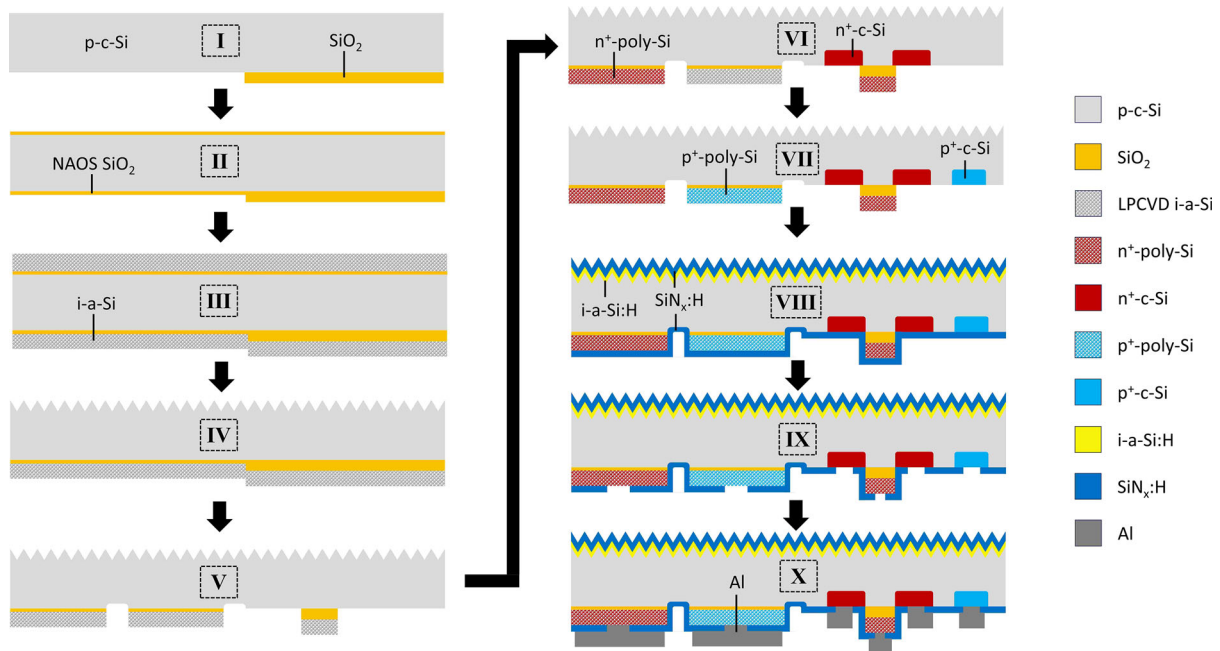 p-c-Si
I
SiO₂
NAOS SiO₂
II
i-a-Si
III
IV
V
n⁺-poly-Si
VI
n⁺-c-Si
p⁺-poly-Si
VII
p⁺-c-Si
i-a-Si:H
SiNₓ:H
VIII
IX
Al
X
p-c-Si
SiO₂
LPCVD i-a-Si
n⁺-poly-Si
n⁺-c-Si
p⁺-poly-Si
p⁺-c-Si
i-a-Si:H
SiNₓ:H
Al